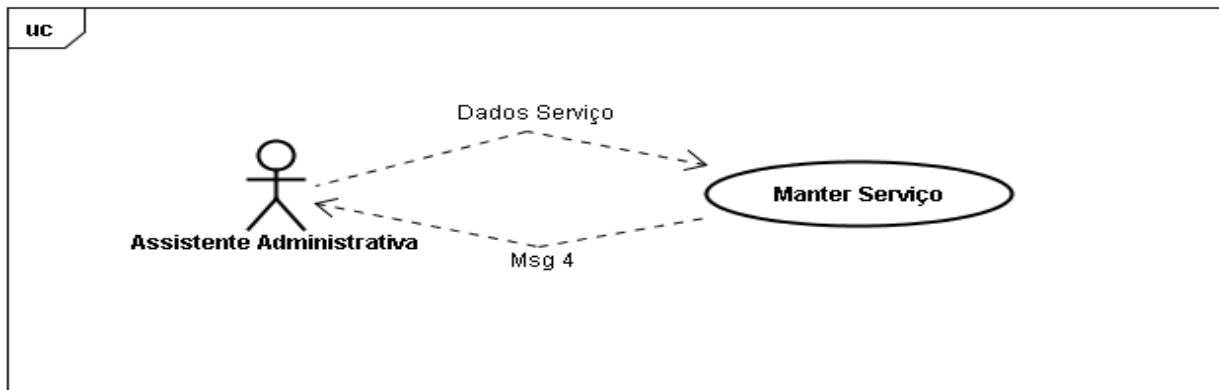 uc
Dados Serviço
Manter Serviço
Assistente Administrativa
Msg 4